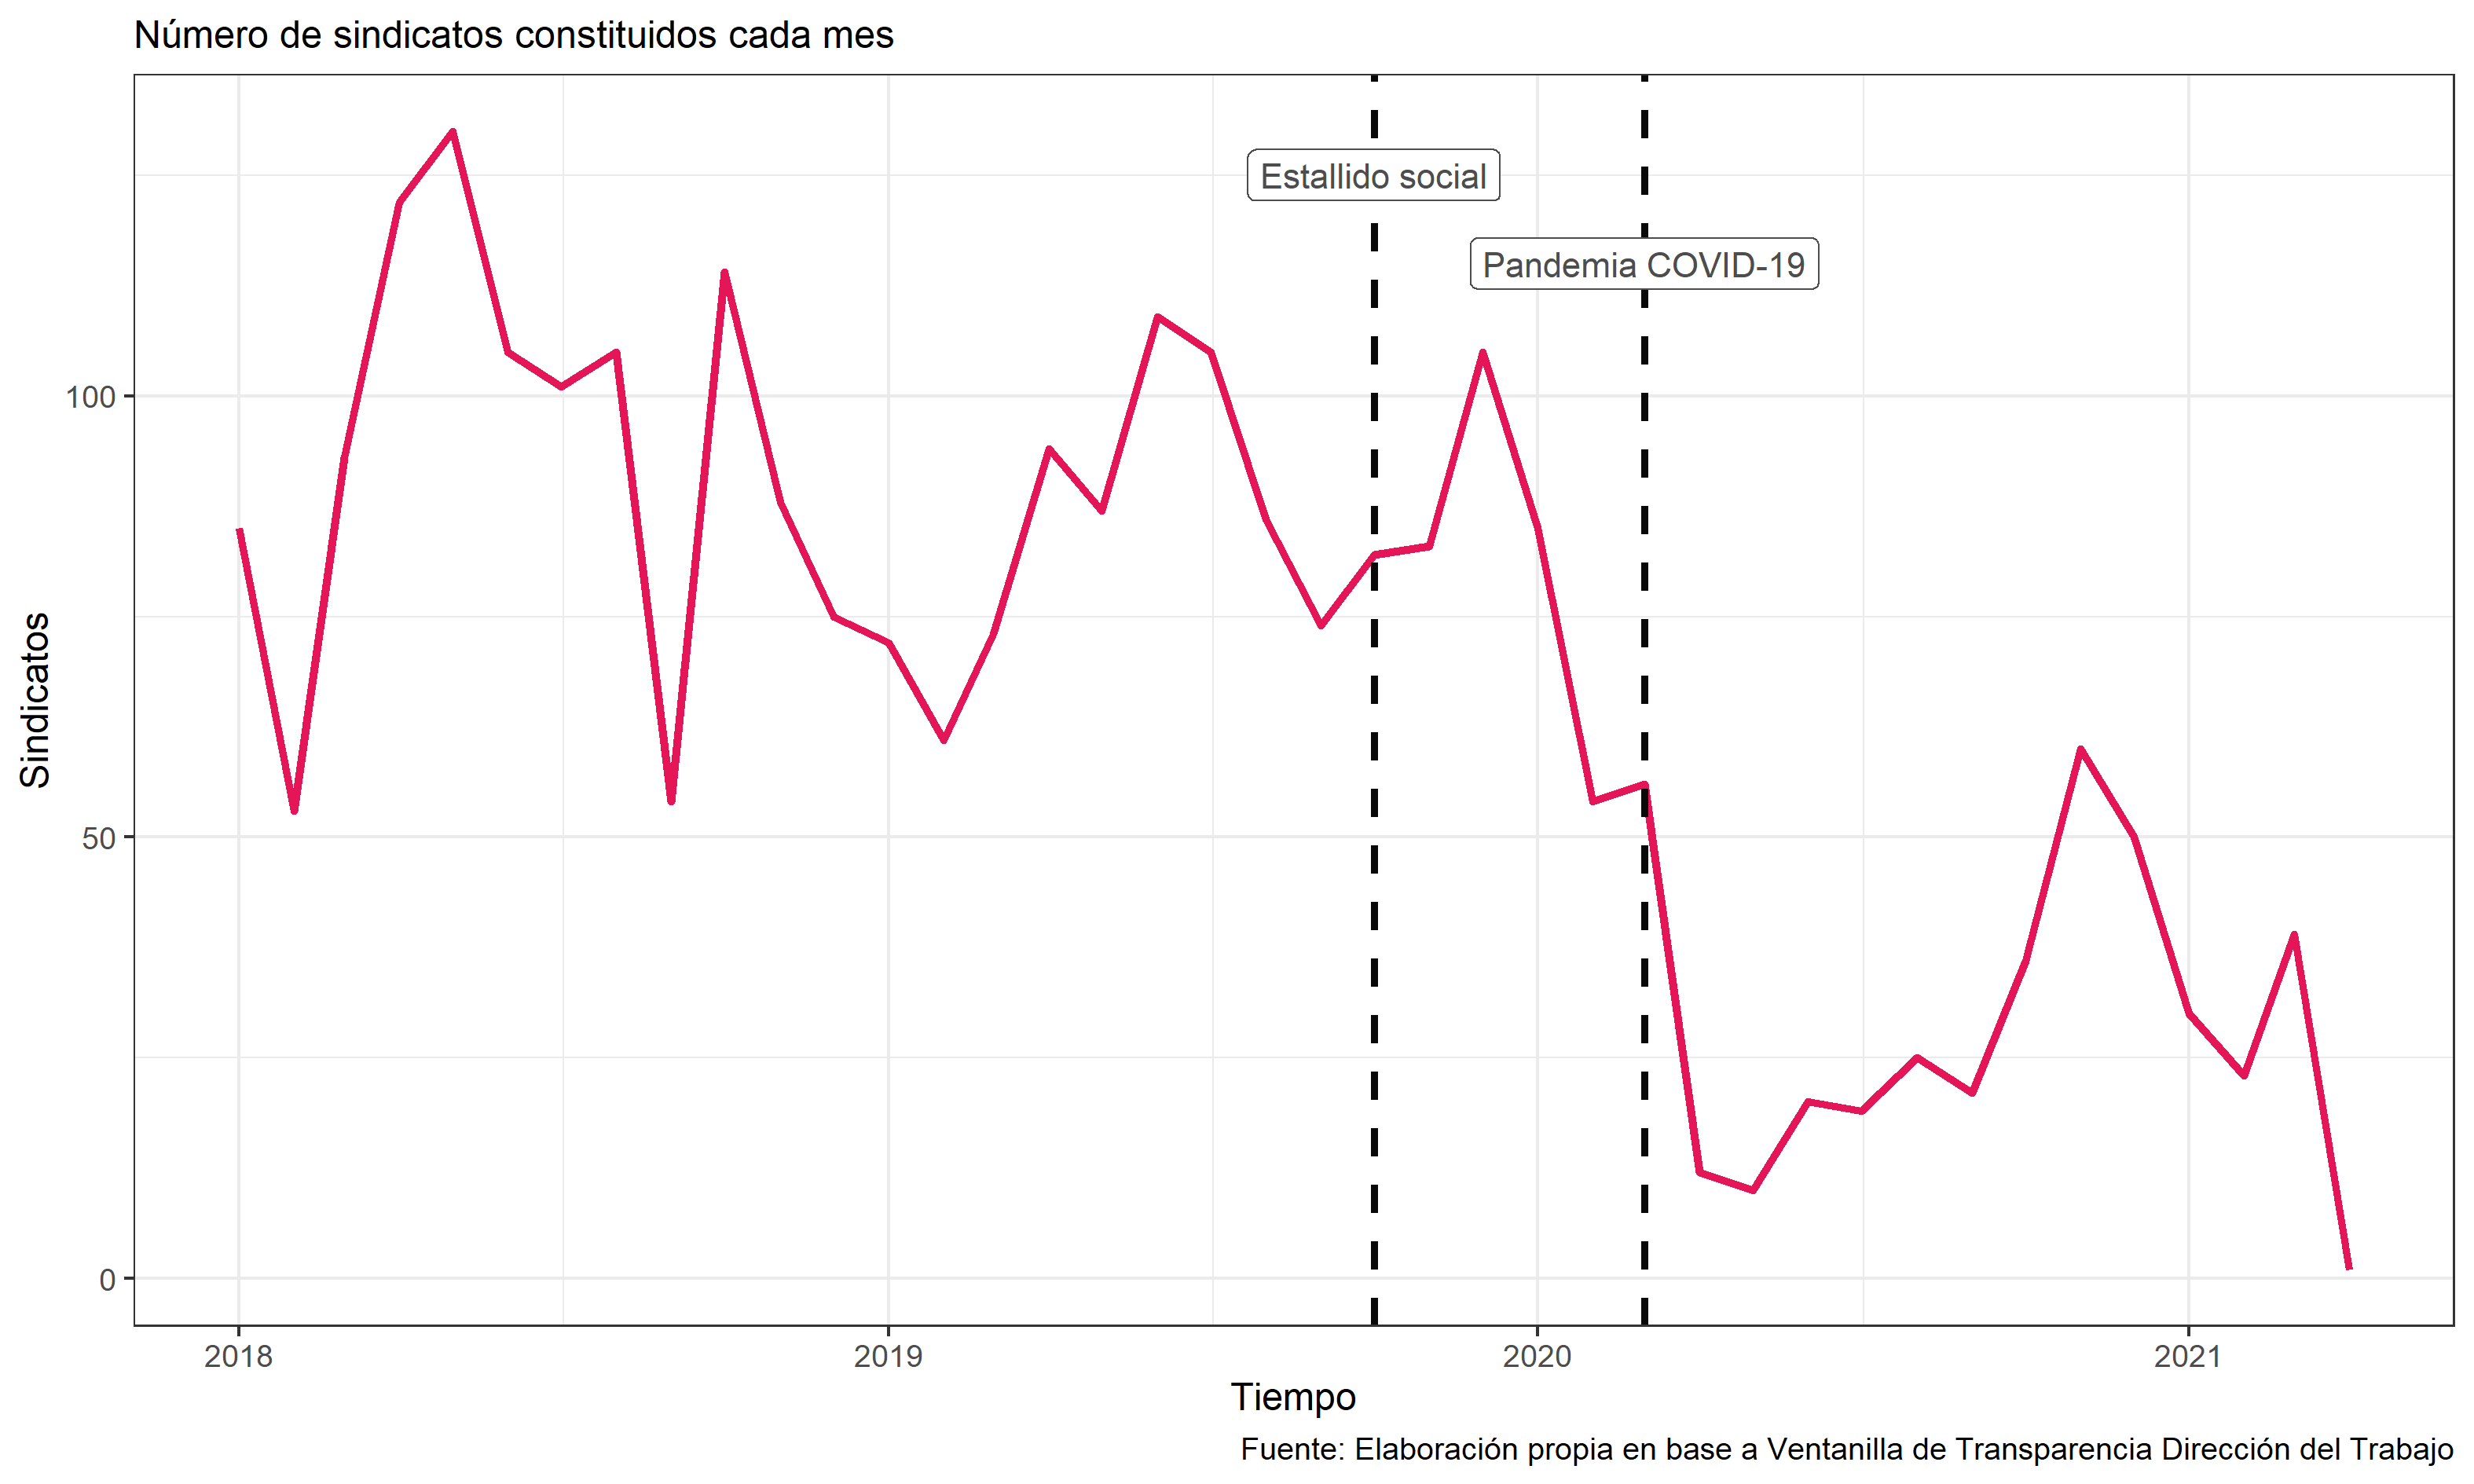 Número de sindicatos constituidos cada mes
Estallido social
Pandemia COVID-19
100
50
0
Sindicatos
2018
2019
2020
2021
Tiempo
Fuente: Elaboración propia en base a Ventanilla de Transparencia Dirección del Trabajo